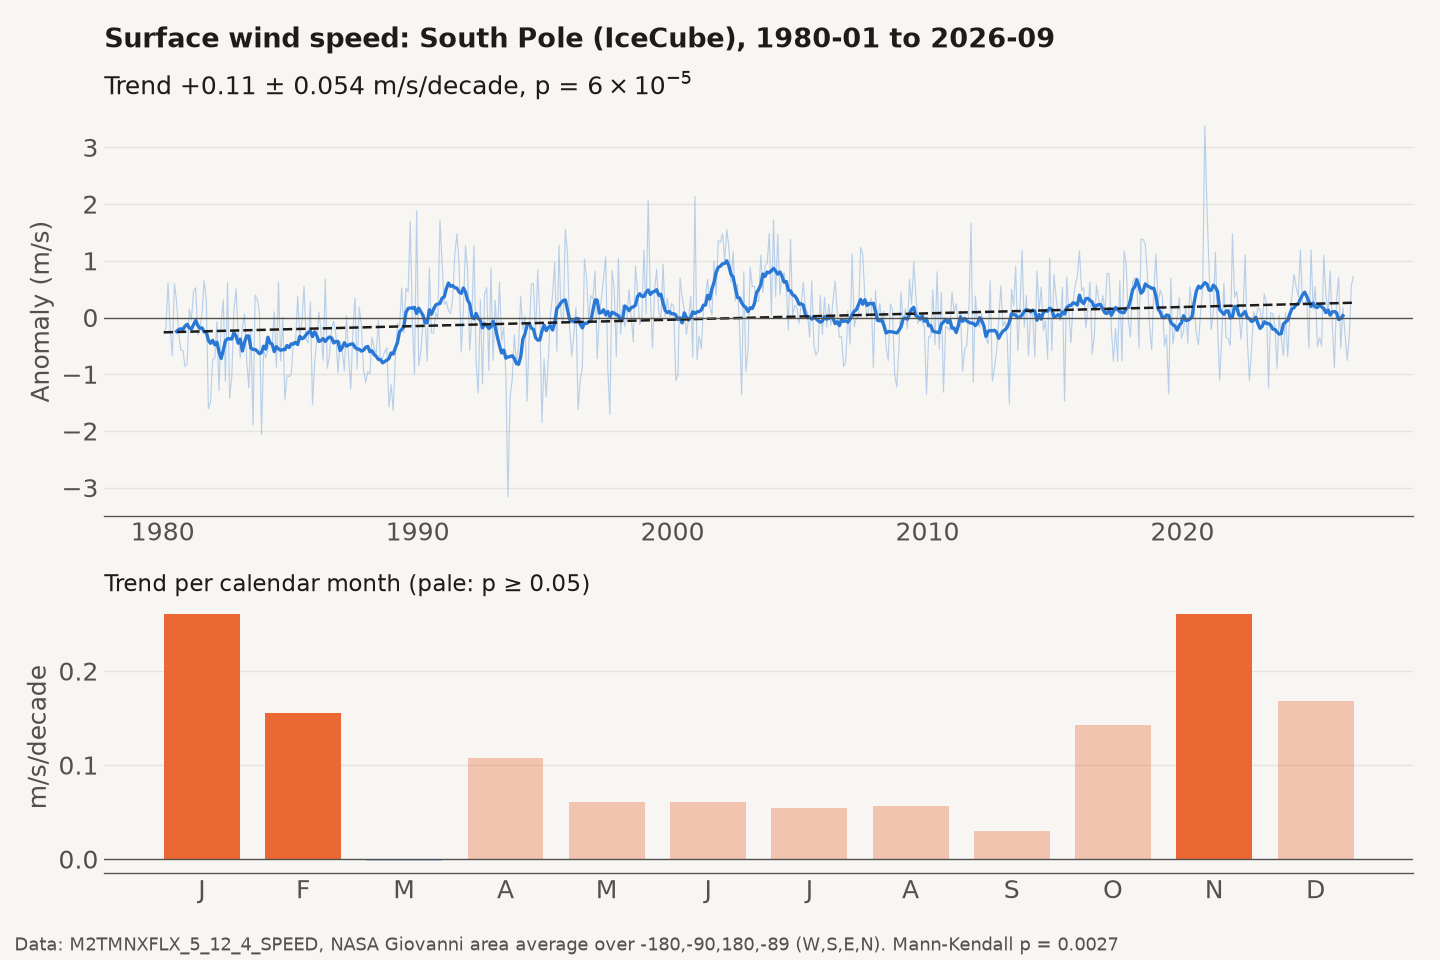 Surface wind speed: South Pole (IceCube), 1980-01 to 2026-09
Trend +0.11 ± 0.054 m/s/decade, p = 6 × 10⁻⁵
Anomaly (m/s)
3
2
1
0
−1
−2
−3
1980 1990 2000 2010 2020
Trend per calendar month (pale: p ≥ 0.05)
m/s/decade
0.2
0.1
0.0
J F M A M J J A S O N D
Data: M2TMNXFLX_5_12_4_SPEED, NASA Giovanni area average over -180,-90,180,-89 (W,S,E,N). Mann-Kendall p = 0.0027